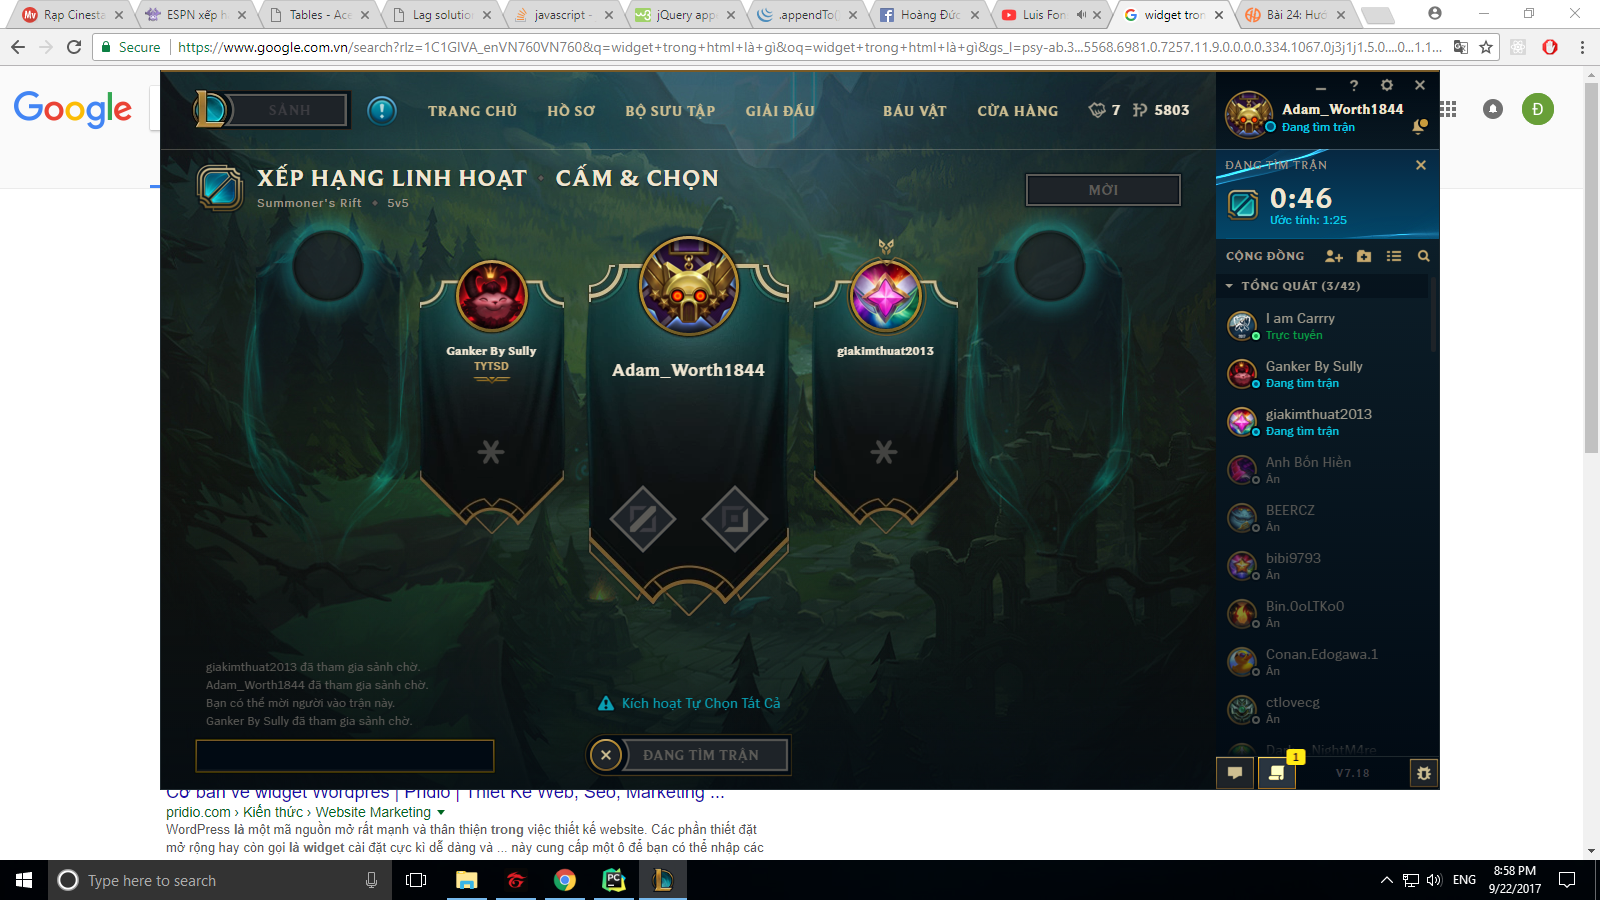 Rạp Cinesta
ESPN xếp h
Tables - Ace
Lag solution
javascript -
jQuery appe
.appendTo()
Hoàng Đức
Luis Fon
widget tron
Bài 24: Hướ
Secure
https://www.google.com.vn/search?rlz=1C1GIVA_enVN760VN760&q=widget+trong+html+là+gì&oq=widget+trong+html+là+gì&gs_l=psy-ab.3...5568.6981.0.7257.11.9.0.0.0.0.334.1067.0j3j1j1.5.0....0...1.1...
Google
Đ
SẢNH
TRANG CHỦ
HỒ SƠ
BỘ SƯU TẬP
GIẢI ĐẤU
BÁU VẬT
CỬA HÀNG
7
5803
Adam_Worth1844
Đang tìm trận
XẾP HẠNG LINH HOẠT • CẤM & CHỌN
Summoner's Rift • 5v5
MỜI
ĐANG TÌM TRẬN
0:46
Ước tính: 1:25
CỘNG ĐỒNG
TỔNG QUÁT (3/42)
I am Carrry
Trực tuyến
Ganker By Sully
Đang tìm trận
giakimthuat2013
Đang tìm trận
Anh Bốn Hiền
Ẩn
BEERCZ
Ẩn
bibi9793
Ẩn
Bin.0oLTKo0
Ẩn
Conan.Edogawa.1
Ẩn
ctlovecg
Ẩn
1
V7.18
Ganker By Sully
TYTSD
Adam_Worth1844
giakimthuat2013
giakimthuat2013 đã tham gia sảnh chờ.
Adam_Worth1844 đã tham gia sảnh chờ.
Bạn có thể mời người vào trận này.
Ganker By Sully đã tham gia sảnh chờ.
Kích hoạt Tự Chọn Tất Cả
ĐANG TÌM TRẬN
Cơ bản về widget Wordpres | Pridio | Thiết Kế Web, Seo, Marketing ...
pridio.com › Kiến thức › Website Marketing
WordPress là một mã nguồn mở rất mạnh và thân thiện trong việc thiết kế website. Các phần thiết đặt
mở rộng hay còn gọi là widget cài đặt cực kì dễ dàng và ... này cung cấp một ô để bạn có thể nhập các
Type here to search
ENG
8:58 PM
9/22/2017